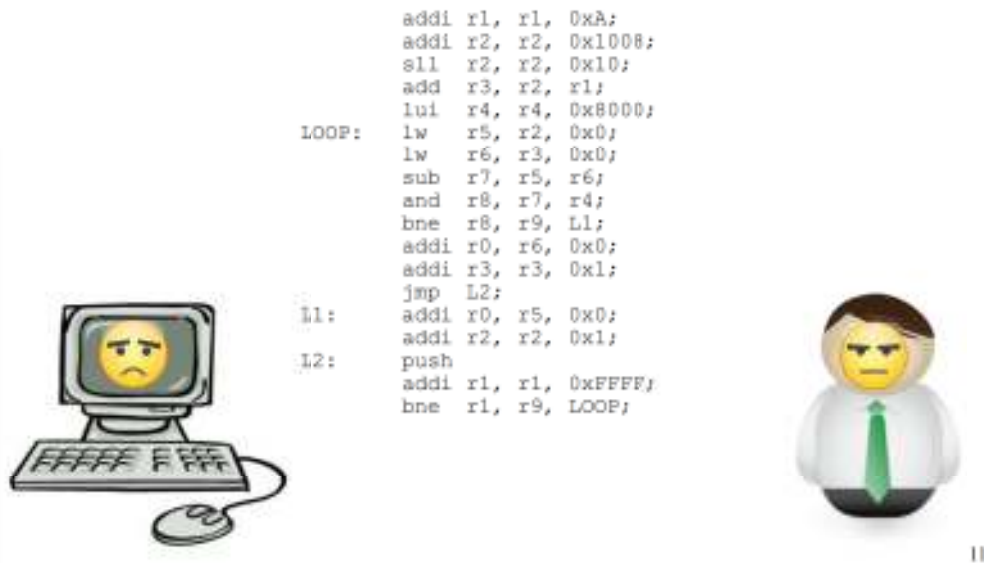 addi r1, r1, 0xA;
addi r2, r2, 0x1008;
sll r2, r2, 0x10;
add r3, r2, r1;
lui r4, r4, 0x8000;
LOOP: lw r5, r2, 0x0;
lw r6, r3, 0x0;
sub r7, r5, r6;
and r8, r7, r4;
bne r8, r9, L1;
addi r0, r6, 0x0;
addi r3, r3, 0x1;
jmp L2;
L1: addi r0, r5, 0x0;
addi r2, r2, 0x1;
L2: push
addi r1, r1, 0xFFFF;
bne r1, r9, LOOP;
11